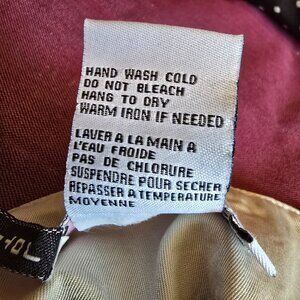 HAND WASH COLD
DO NOT BLEACH
HANG TO DRY
WARM IRON IF NEEDED
LAVER A LA MAIN A
L'EAU FROIDE
PAS DE CHLORURE
SUSPENDRE POUR SECHER
REPASSER A TEMPERATURE
MOYENNE